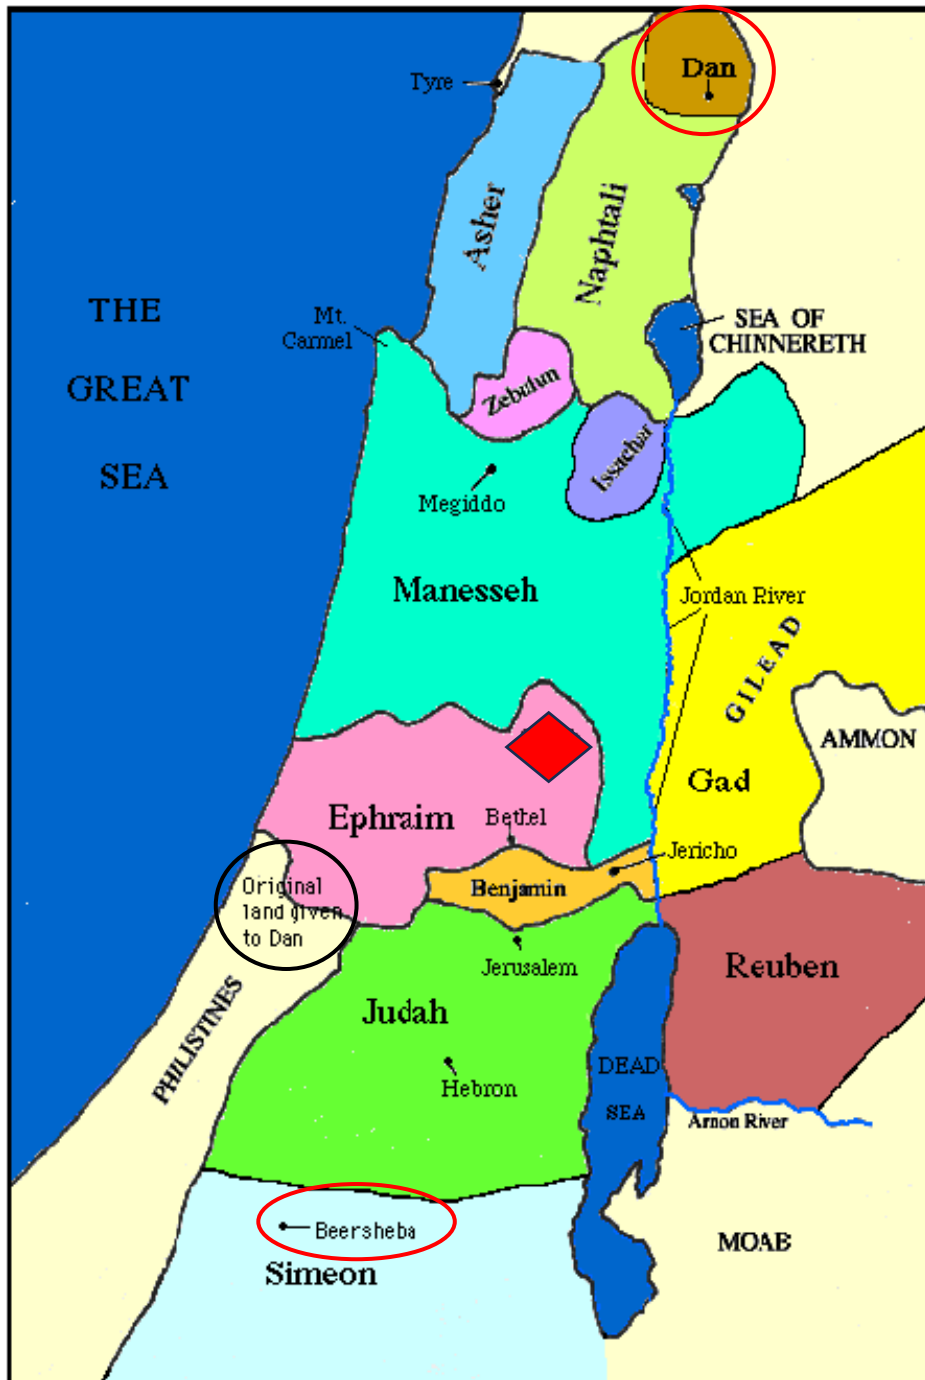 Dan
Tyre
Asher
Naphtali
THE
GREAT
SEA
Mt.
Carmel
SEA OF
CHINNERETH
Zebulun
Issachar
Megiddo
Manesseh
Jordan River
GILEAD
AMMON
Gad
Ephraim
Bethel
Jericho
Benjamin
Original
land given
to Dan
Jerusalem
Reuben
Judah
PHILISTINES
Hebron
DEAD
SEA
Arnon River
Beersheba
MOAB
Simeon